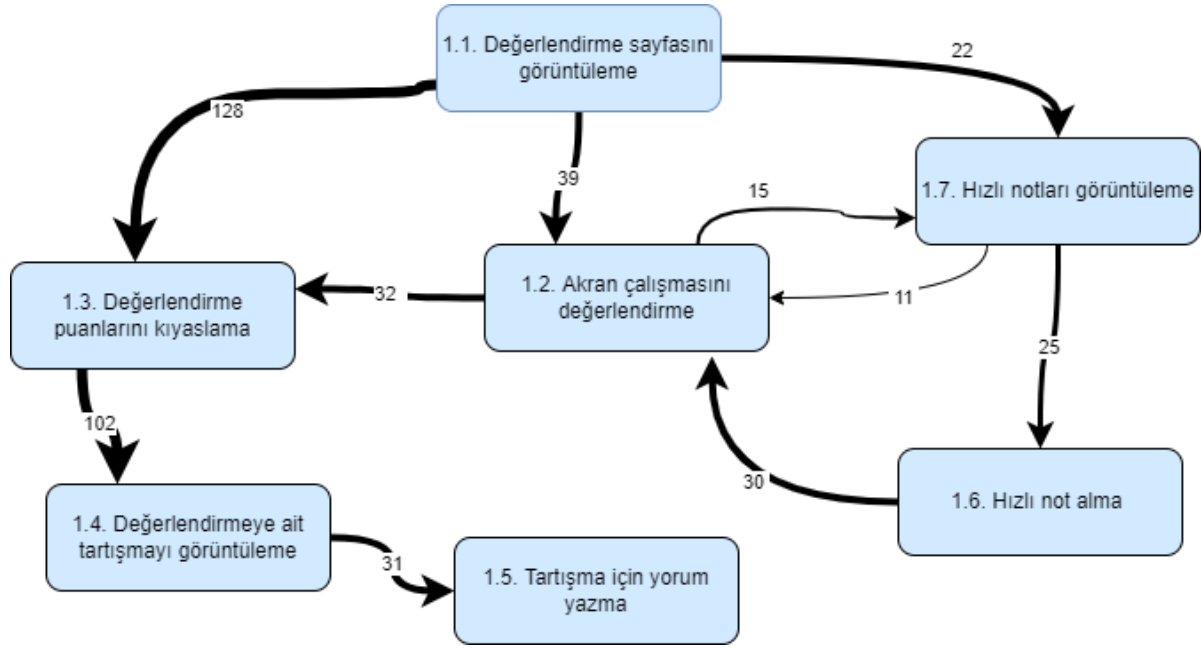 1.1. Değerlendirme sayfasını
görüntüleme
22
128
39
15
1.7. Hızlı notları görüntüleme
1.3. Değerlendirme
puanlarını kıyaslama
32
1.2. Akran çalışmasını
değerlendirme
11
25
102
30
1.6. Hızlı not alma
1.4. Değerlendirmeye ait
tartışmayı görüntüleme
31
1.5. Tartışma için yorum
yazma